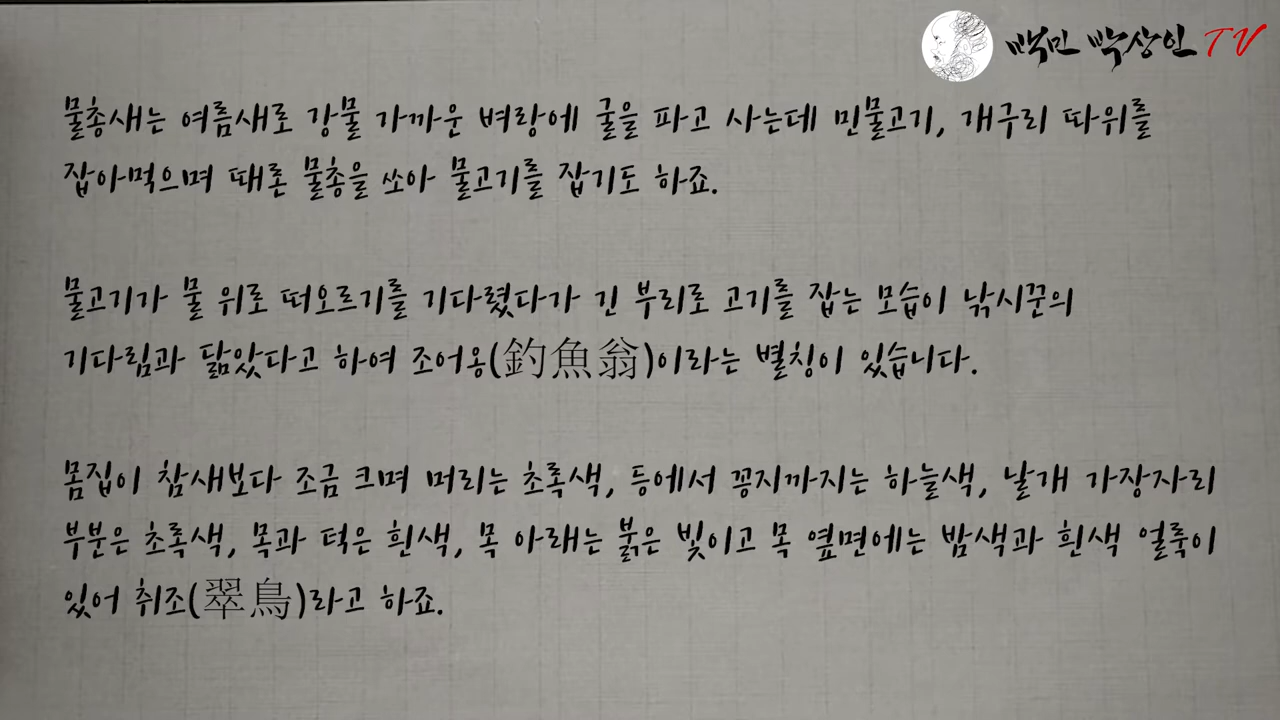 백민 박상인 TV
물총새는 여름새로 강물 가까운 벼랑에 굴을 파고 사는데 민물고기, 개구리 따위를
잡아먹으며 때론 물총을 쏘아 물고기를 잡기도 하죠.
물고기가 물 위로 떠오르기를 기다렸다가 긴 부리로 고기를 잡는 모습이 낚시꾼의
기다림과 닮았다고 하여 조어옹(釣魚翁)이라는 별칭이 있습니다.
몸집이 참새보다 조금 크며 머리는 초록색, 등에서 꽁지까지는 하늘색, 날개 가장자리
부분은 초록색, 목과 턱은 흰색, 목 아래는 붉은 빛이고 목 옆면에는 밤색과 흰색 얼룩이
있어 취조(翠鳥)라고 하죠.